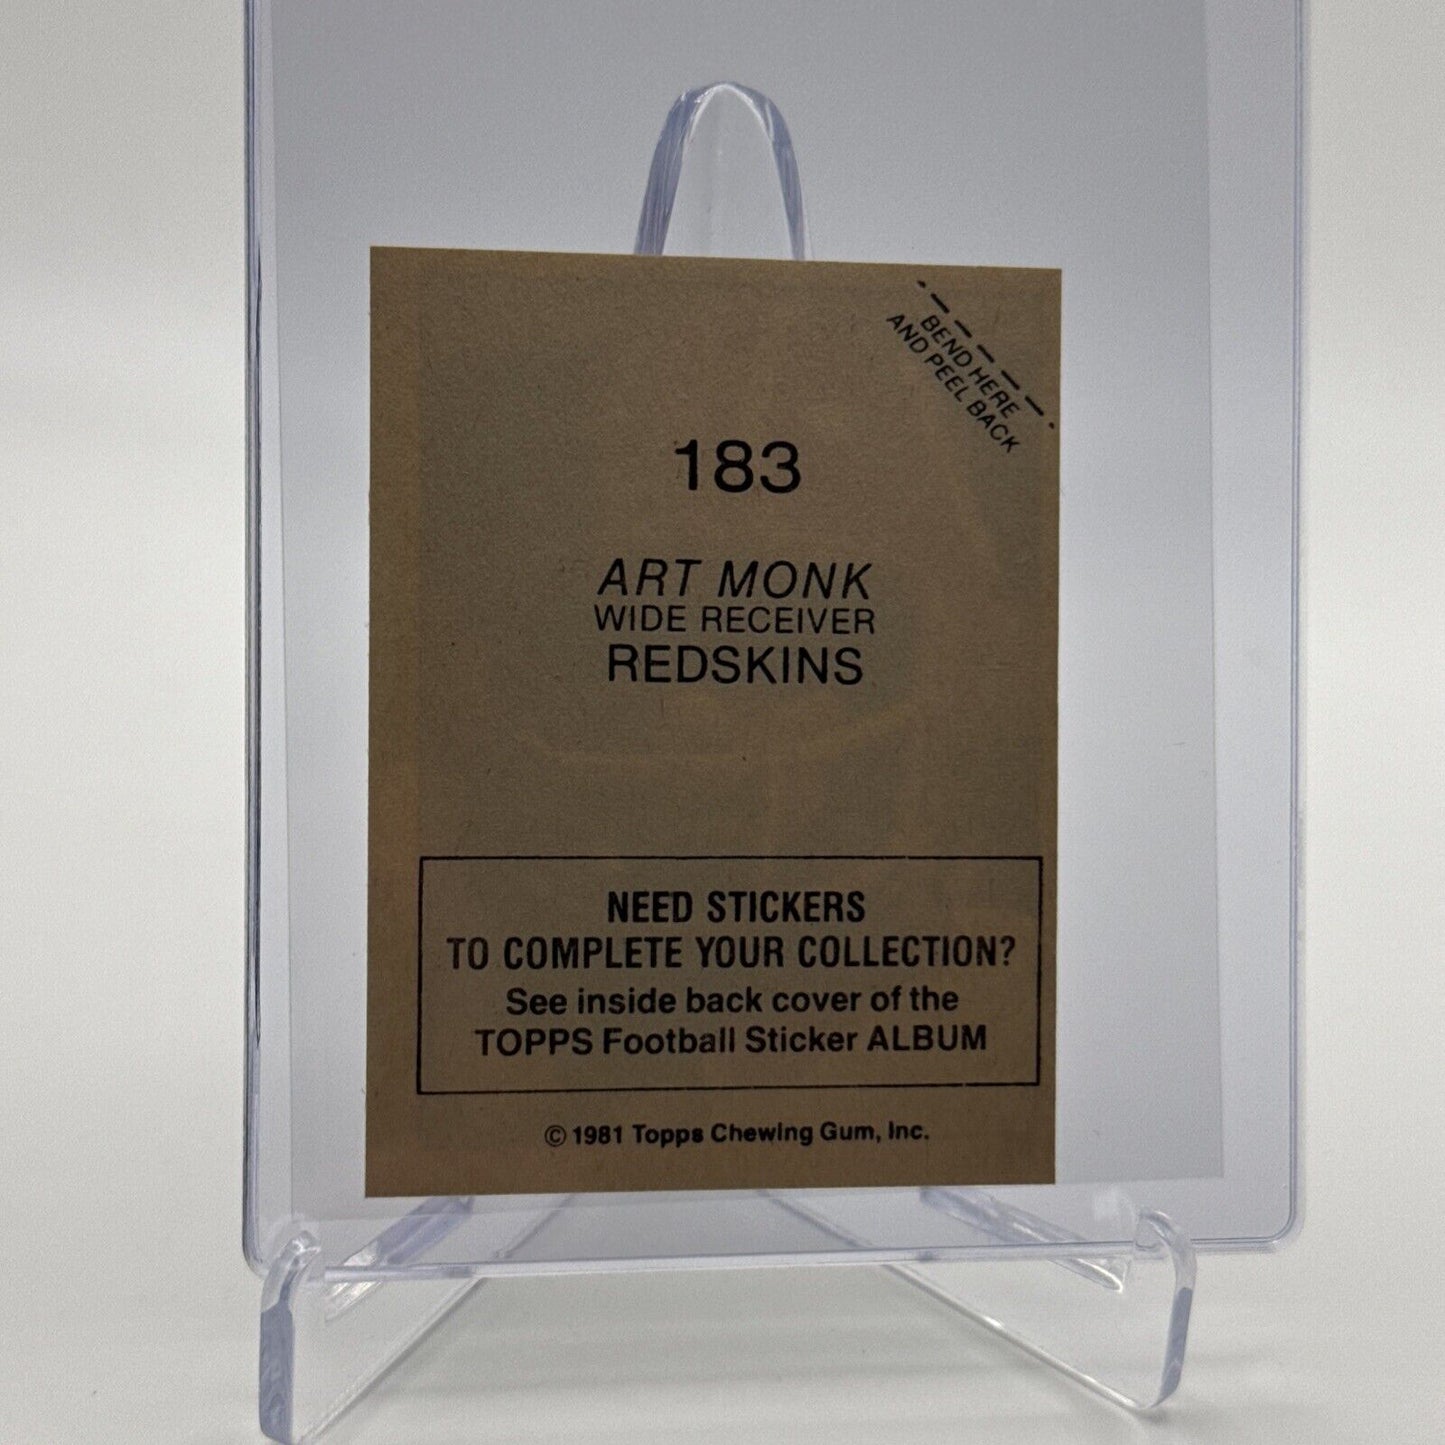 BEND HERE
AND PEEL BACK
183
ART MONK
WIDE RECEIVER
REDSKINS
NEED STICKERS
TO COMPLETE YOUR COLLECTION?
See inside back cover of the
TOPPS Football Sticker ALBUM
© 1981 Topps Chewing Gum, Inc.